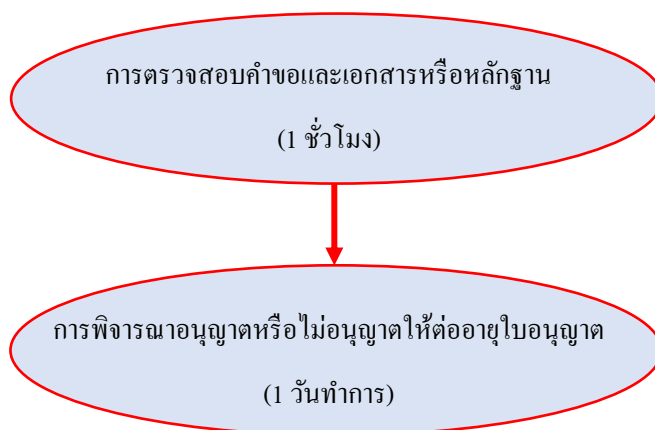 การตรวจสอบคำขอและเอกสารหรือหลักฐาน
(1 ชั่วโมง)
การพิจารณาอนุญาตหรือไม่อนุญาตให้ต่ออายุใบอนุญาต
(1 วันทำการ)